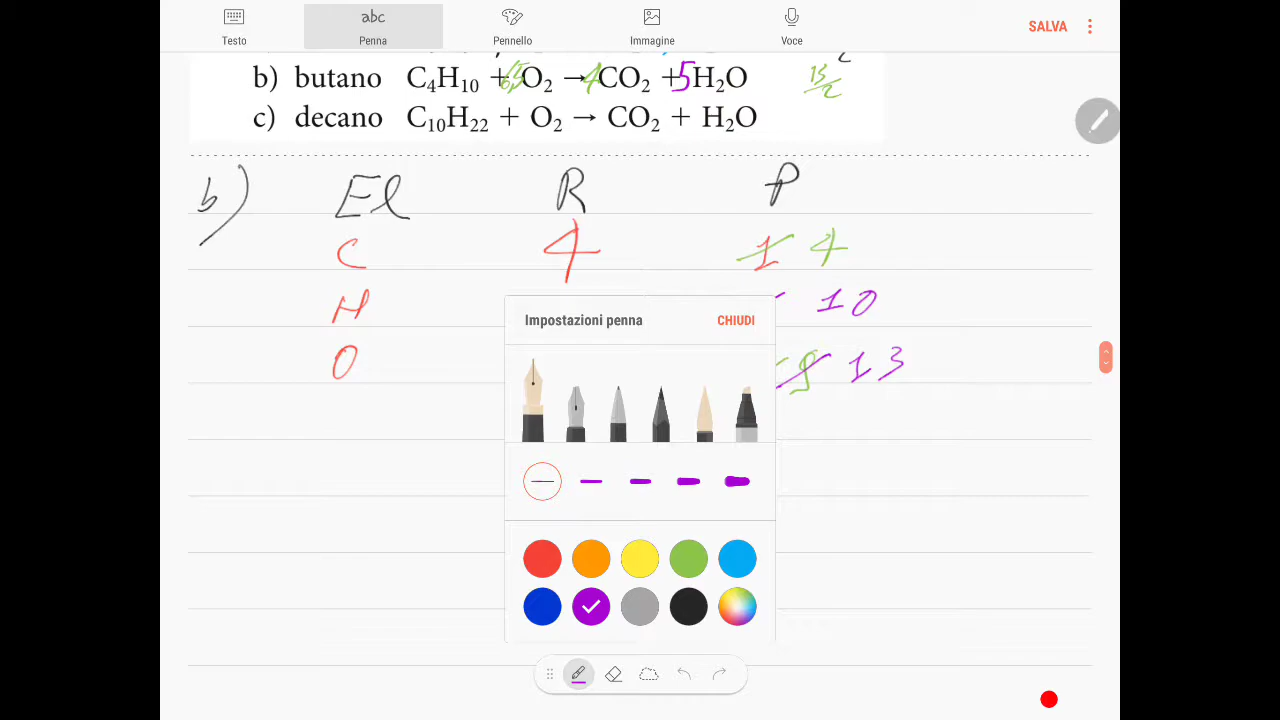 Testo
abc
Penna
Pennello
Immagine
Voce
SALVA
b) butano C₄H₁₀ + O₂ → 4CO₂ + 5H₂O 13/2
c) decano C₁₀H₂₂ + O₂ → CO₂ + H₂O
b) El R P
C 4 1 4
H 10
O 9 13
Impostazioni penna CHIUDI